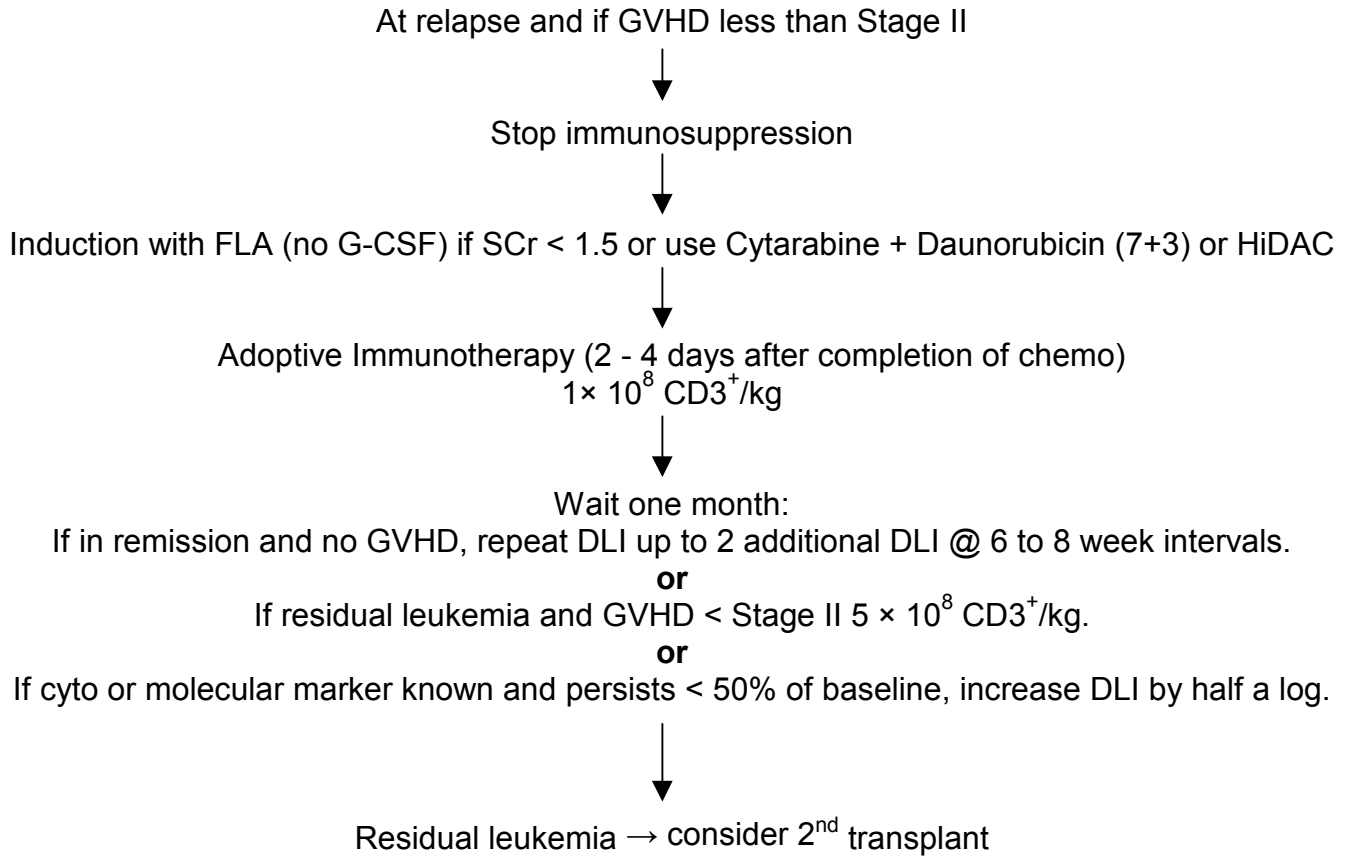 At relapse and if GVHD less than Stage II
Stop immunosuppression
Induction with FLA (no G-CSF) if SCr < 1.5 or use Cytarabine + Daunorubicin (7+3) or HiDAC
Adoptive Immunotherapy (2 - 4 days after completion of chemo)
1× 10⁸ CD3⁺/kg
Wait one month:
If in remission and no GVHD, repeat DLI up to 2 additional DLI @ 6 to 8 week intervals.
or
If residual leukemia and GVHD < Stage II 5 × 10⁸ CD3⁺/kg.
or
If cyto or molecular marker known and persists < 50% of baseline, increase DLI by half a log.
Residual leukemia → consider 2ⁿᵈ transplant